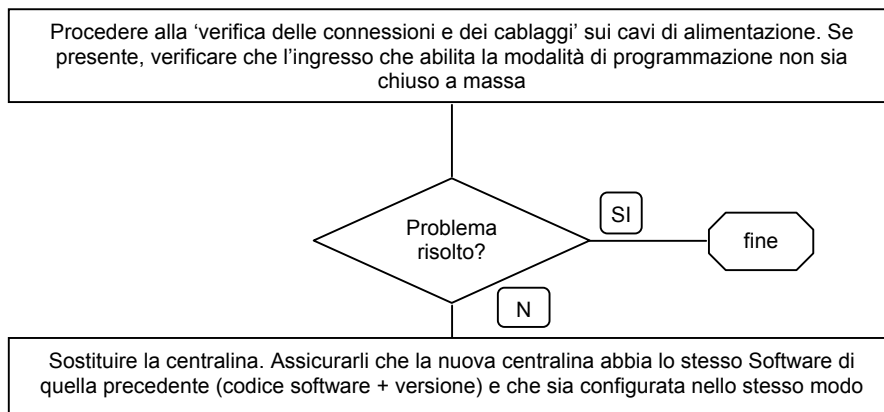 Procedere alla ‘verifica delle connessioni e dei cablaggi’ sui cavi di alimentazione. Se
presente, verificare che l’ingresso che abilita la modalità di programmazione non sia
chiuso a massa
SI
Problema
risolto?
fine
N
Sostituire la centralina. Assicurarli che la nuova centralina abbia lo stesso Software di
quella precedente (codice software + versione) e che sia configurata nello stesso modo